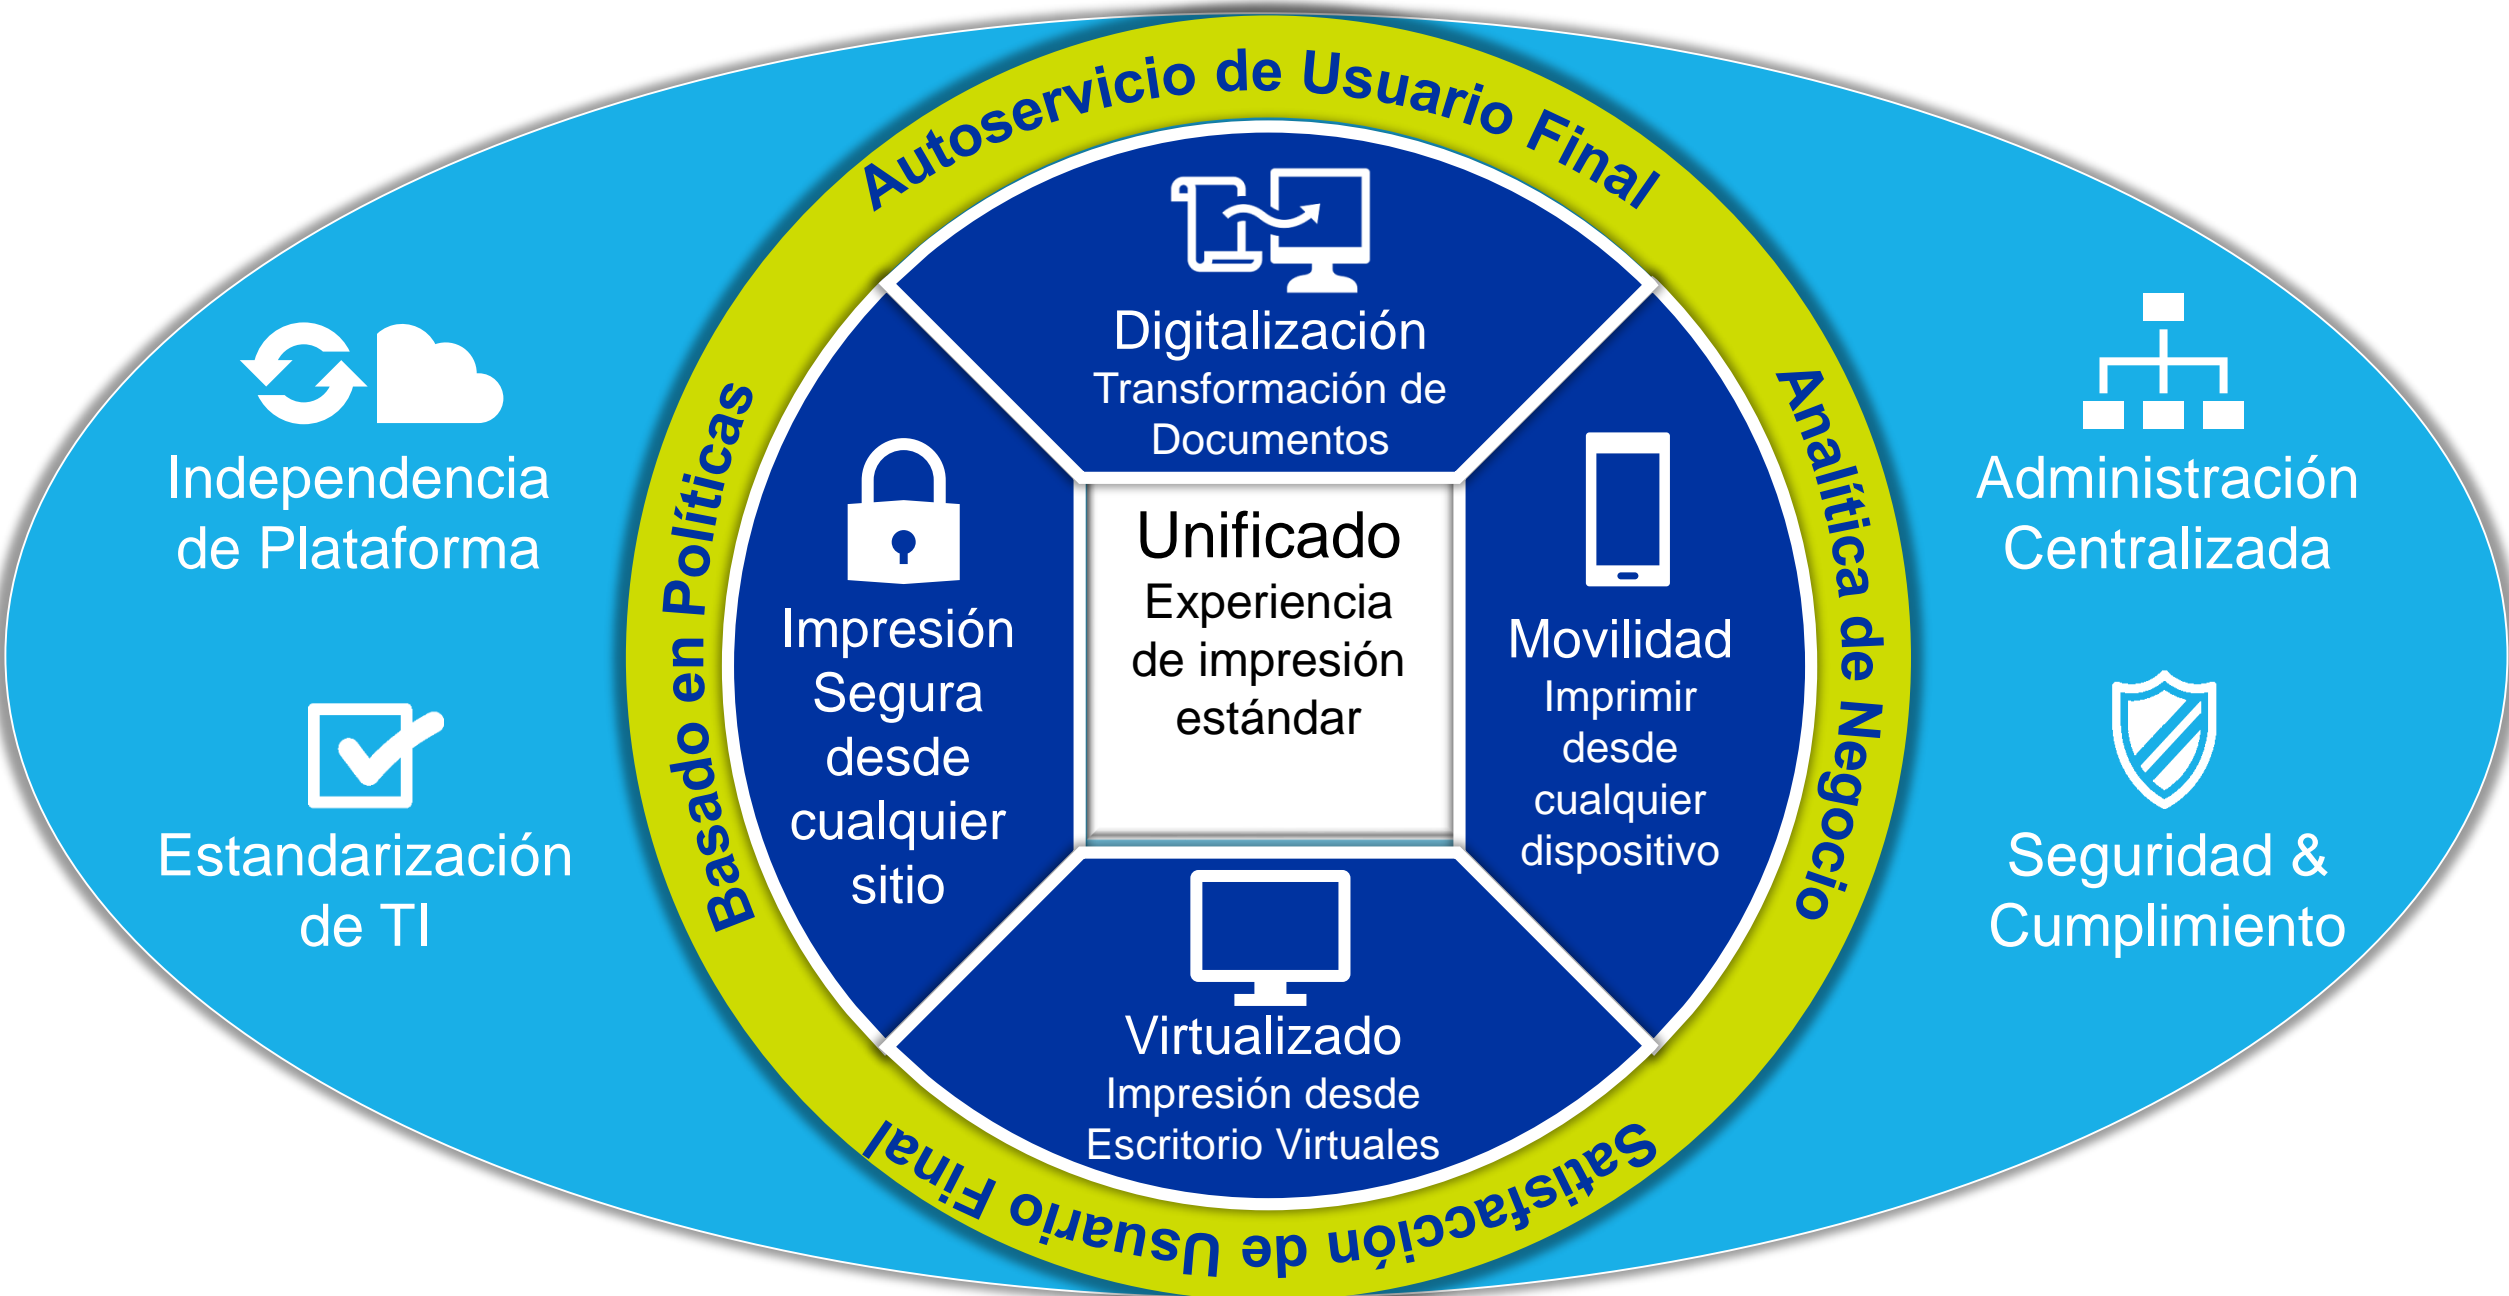 Autoservicio de Usuario Final
Digitalización
Transformación de
Documentos
Independencia
de Plataforma
Estandarización
de TI
Basado en Políticas
Impresión
Segura
desde
cualquier
sitio
Unificado
Experiencia
de impresión
estándar
Movilidad
Imprimir
desde
cualquier
dispositivo
Analítica de Negocio
Administración
Centralizada
Seguridad &
Cumplimiento
Virtualizado
Impresión desde
Escritorio Virtuales
Satisfacción de Usuario Final